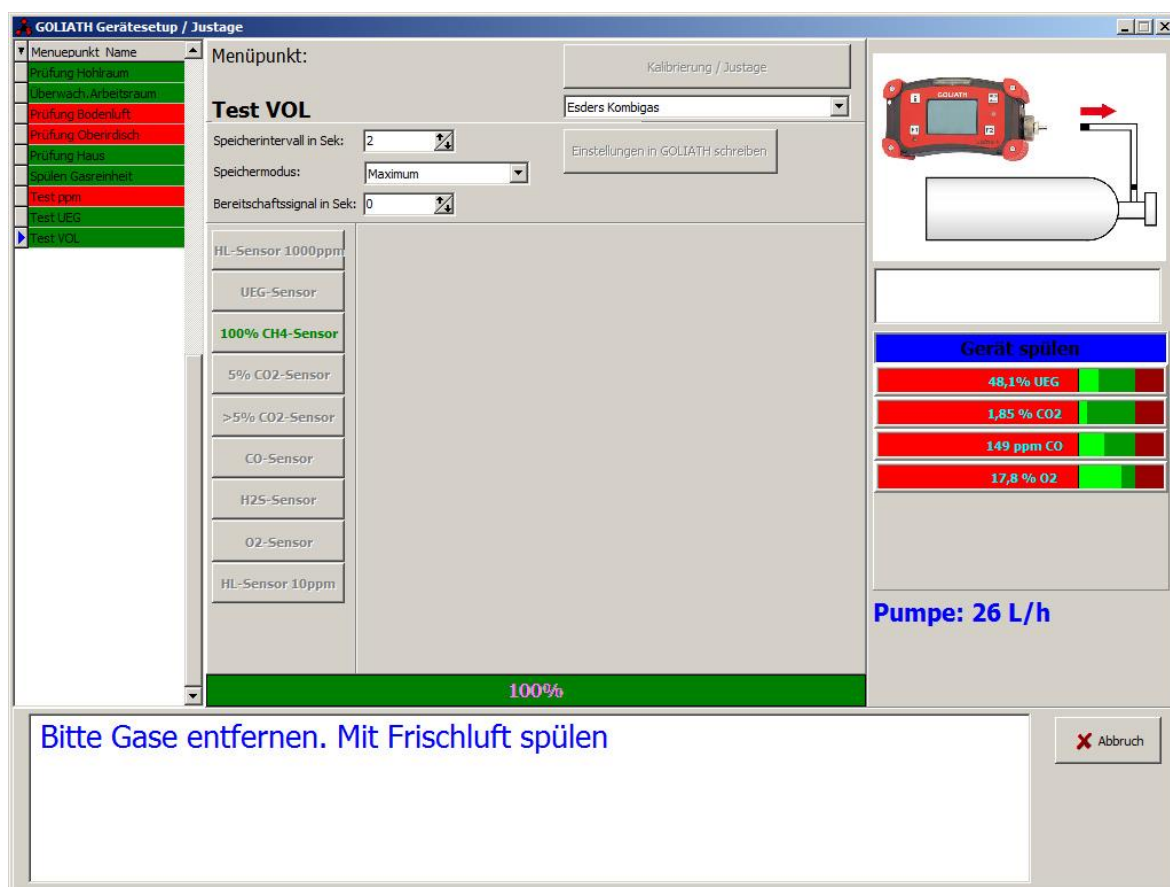 GOLIATH Gerätesetup / Justage
Menuepunkt Name
Prüfung Hohlraum
Überwach.Arbeitsraum
Prüfung Bodenluft
Prüfung Oberirdisch
Prüfung Haus
Spülen Gasreinheit
Test ppm
Test UEG
Test VOL
Menüpunkt:
Test VOL
Kalibrierung / Justage
Esders Kombigas
Speicherintervall in Sek: 2
Speichermodus: Maximum
Bereitschaftssignal in Sek: 0
Einstellungen in GOLIATH schreiben
HL-Sensor 1000ppm
UEG-Sensor
100% CH4-Sensor
5% CO2-Sensor
>5% CO2-Sensor
CO-Sensor
H2S-Sensor
O2-Sensor
HL-Sensor 10ppm
100%
GOLIATH
F1
F2
Gerät spülen
48,1% UEG
1,85 % CO2
149 ppm CO
17,8 % O2
Pumpe: 26 L/h
Bitte Gase entfernen. Mit Frischluft spülen
Abbruch